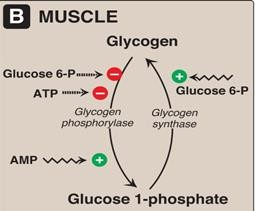 B MUSCLE
Glycogen
Glucose 6-P
ATP
Glucose 6-P
Glycogen phosphorylase
Glycogen synthase
AMP
Glucose 1-phosphate